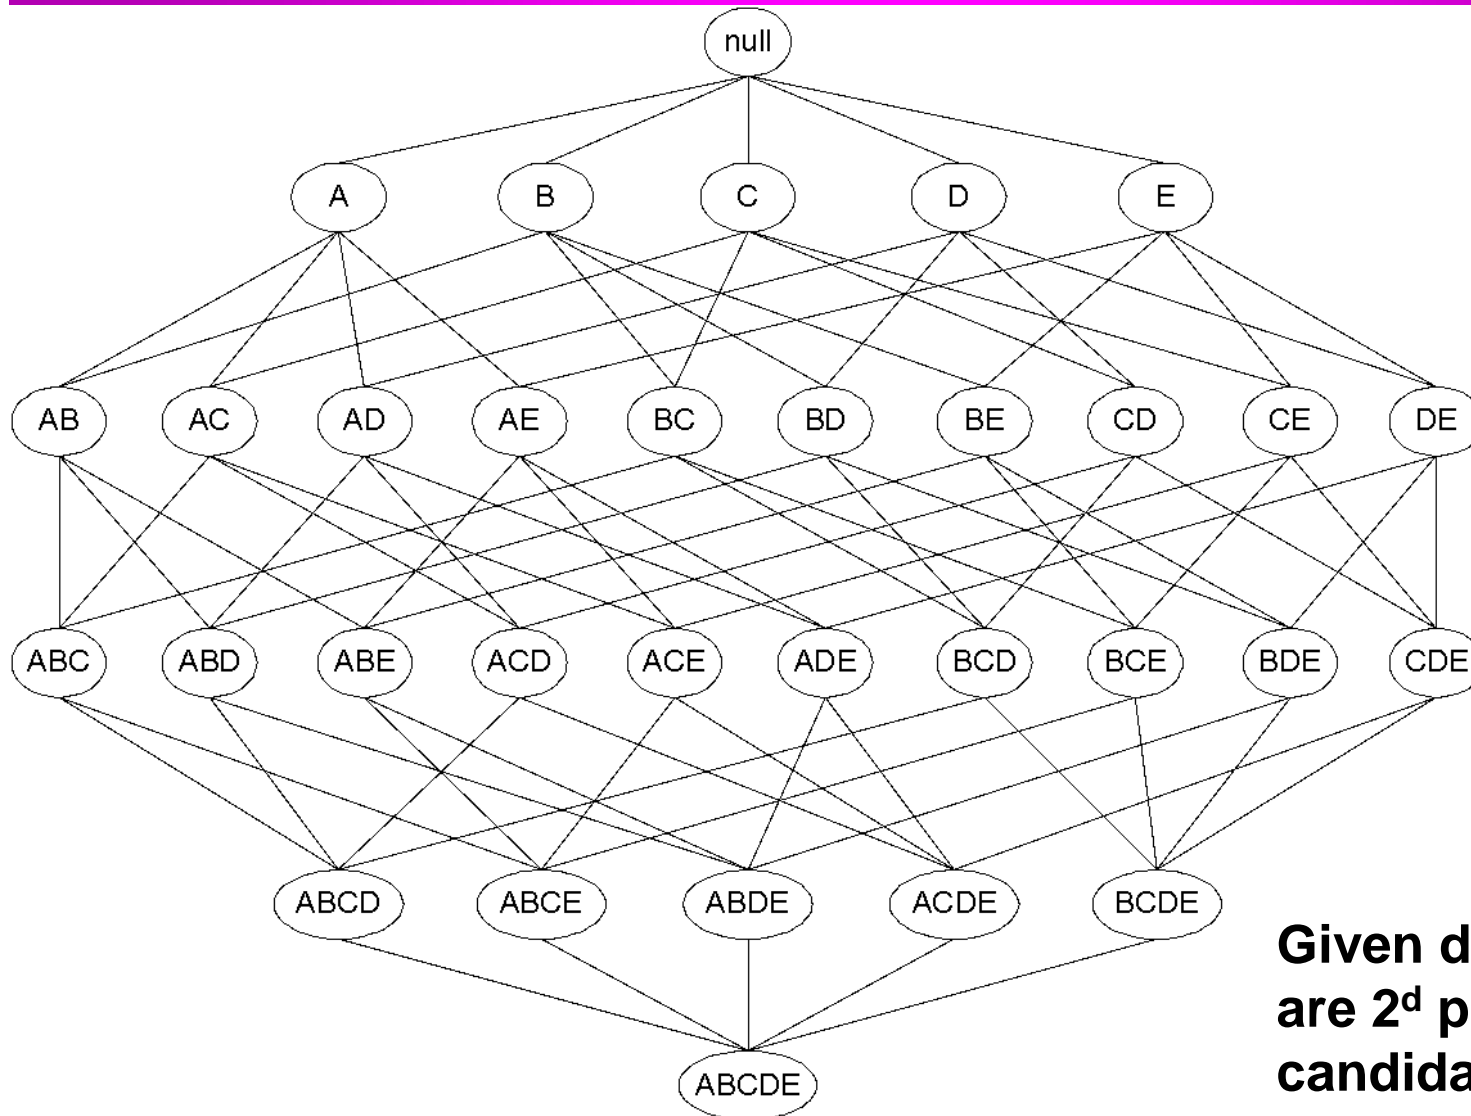 null
A B C D E
AB AC AD AE BC BD BE CD CE DE
ABC ABD ABE ACD ACE ADE BCD BCE BDE CDE
ABCD ABCE ABDE ACDE BCDE
ABCDE
Given d
are 2ᵈ p
candida